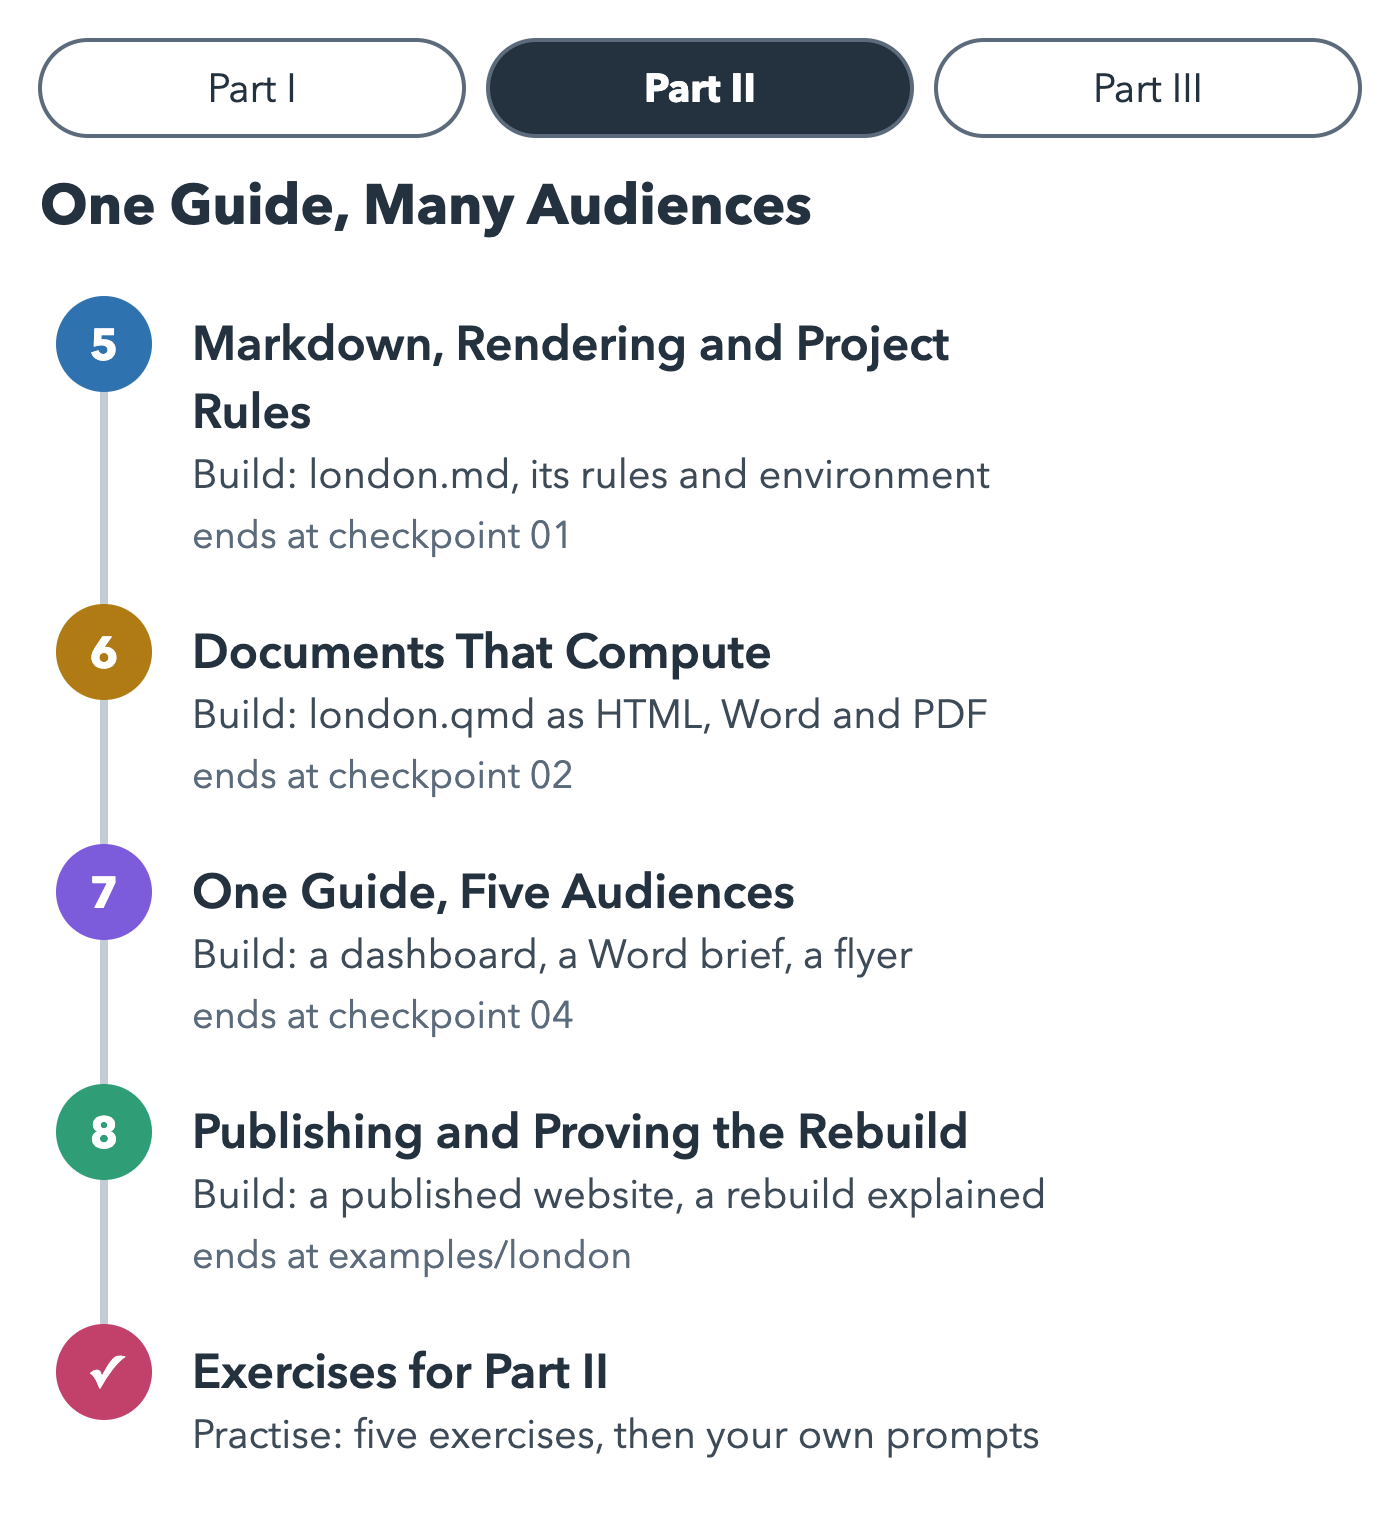 Part I
Part II
Part III
One Guide, Many Audiences
5
Markdown, Rendering and Project
Rules
Build: london.md, its rules and environment
ends at checkpoint 01
6
Documents That Compute
Build: london.qmd as HTML, Word and PDF
ends at checkpoint 02
7
One Guide, Five Audiences
Build: a dashboard, a Word brief, a flyer
ends at checkpoint 04
8
Publishing and Proving the Rebuild
Build: a published website, a rebuild explained
ends at examples/london
✓
Exercises for Part II
Practise: five exercises, then your own prompts